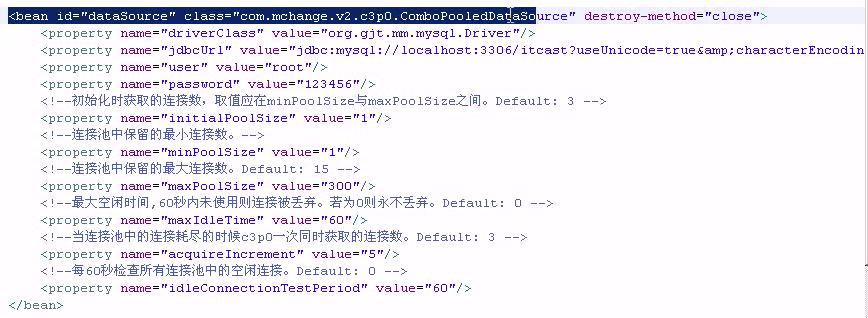 <bean id="dataSource" class="com.mchange.v2.c3p0.ComboPooledDataSource" destroy-method="close">
<property name="driverClass" value="org.gjt.mm.mysql.Driver"/>
<property name="jdbcUrl" value="jdbc:mysql://localhost:3306/itcast?useUnicode=true&amp;characterEncodin
<property name="user" value="root"/>
<property name="password" value="123456"/>
<!--初始化时获取的连接数，取值应在minPoolSize与maxPoolSize之间。Default: 3 -->
<property name="initialPoolSize" value="1"/>
<!--连接池中保留的最小连接数。-->
<property name="minPoolSize" value="1"/>
<!--连接池中保留的最大连接数。Default: 15 -->
<property name="maxPoolSize" value="300"/>
<!--最大空闲时间,60秒内未使用则连接被丢弃。若为0则永不丢弃。Default: 0 -->
<property name="maxIdleTime" value="60"/>
<!--当连接池中的连接耗尽的时候c3p0一次同时获取的连接数。Default: 3 -->
<property name="acquireIncrement" value="5"/>
<!--每60秒检查所有连接池中的空闲连接。Default: 0 -->
<property name="idleConnectionTestPeriod" value="60"/>
</bean>